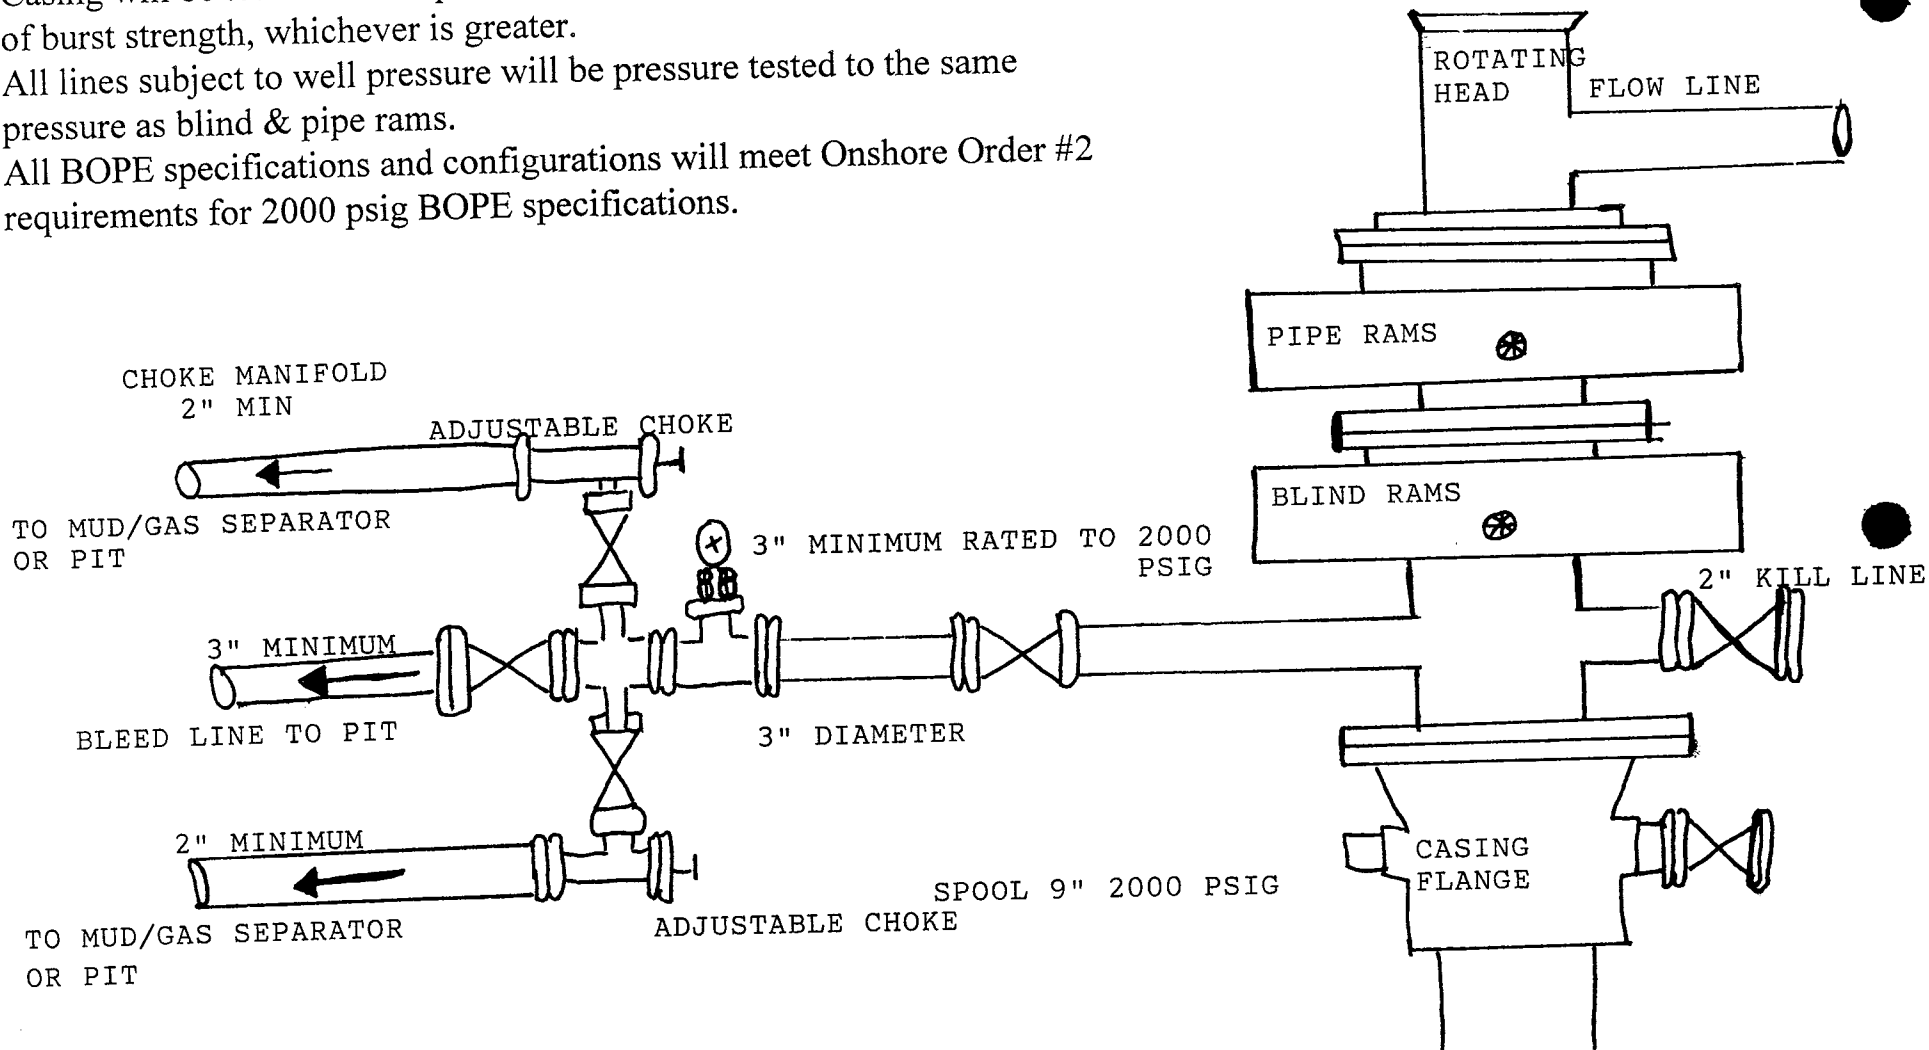 of burst strength, whichever is greater.
All lines subject to well pressure will be pressure tested to the same
pressure as blind & pipe rams.
All BOPE specifications and configurations will meet Onshore Order #2
requirements for 2000 psig BOPE specifications.
ROTATING
HEAD
FLOW LINE
PIPE RAMS
CHOKE MANIFOLD
2" MIN
ADJUSTABLE CHOKE
BLIND RAMS
TO MUD/GAS SEPARATOR
OR PIT
3" MINIMUM RATED TO 2000
PSIG
2" KILL LINE
3" MINIMUM
BLEED LINE TO PIT
3" DIAMETER
2" MINIMUM
CASING
FLANGE
SPOOL 9" 2000 PSIG
ADJUSTABLE CHOKE
TO MUD/GAS SEPARATOR
OR PIT